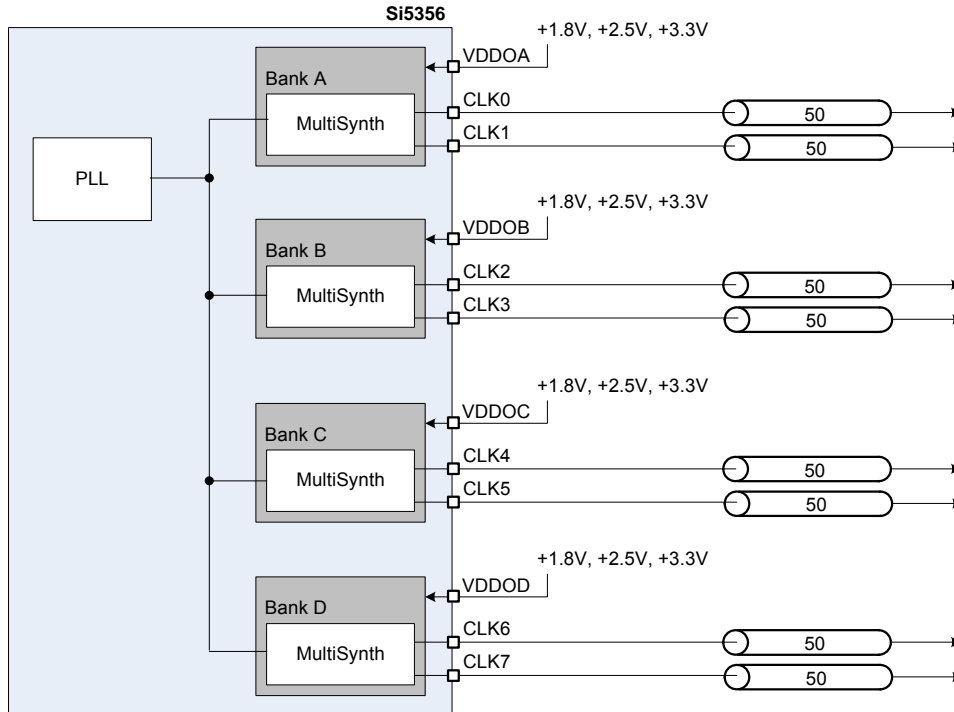 Si5356
+1.8V, +2.5V, +3.3V
VDDOA
Bank A
MultiSynth
CLK0
50
CLK1
50
PLL
+1.8V, +2.5V, +3.3V
VDDOB
Bank B
MultiSynth
CLK2
50
CLK3
50
+1.8V, +2.5V, +3.3V
VDDOC
Bank C
MultiSynth
CLK4
50
CLK5
50
+1.8V, +2.5V, +3.3V
VDDOD
Bank D
MultiSynth
CLK6
50
CLK7
50